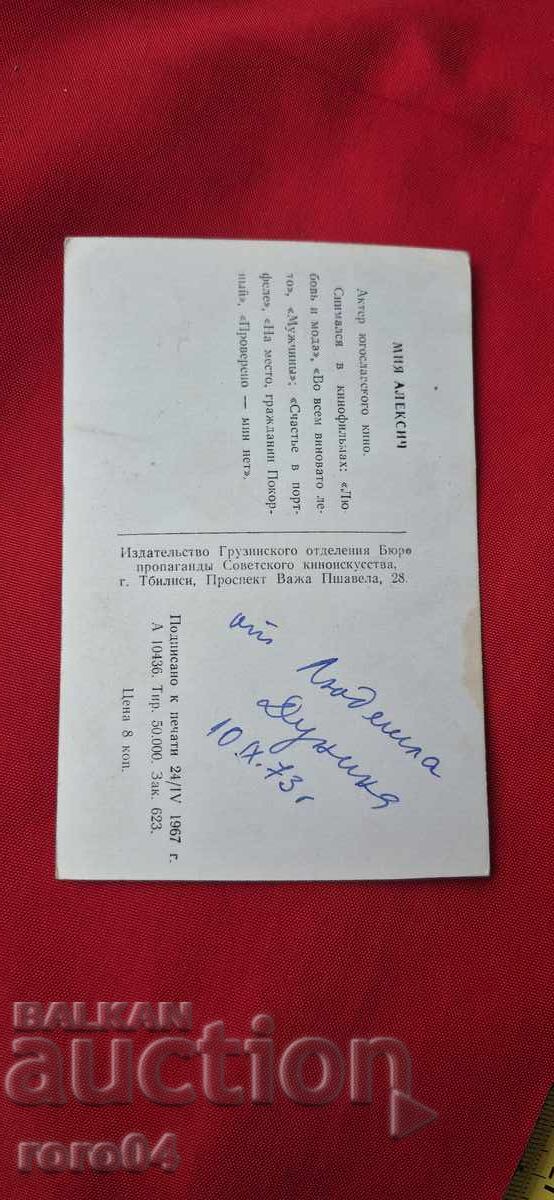 МИЯ АЛЕКСИЧ
Актер югославского кино.
Снимался в кинофильмах: «Лю-
бовь и мода», «Во всем виновато ле-
то», «Мужчины»; «Счастье в порт-
феле», «На место, гражданин Покор-
ный», «Проверено — мин нет».
Издательство Грузинского отделения Бюро
пропаганды Советского киноискусства,
г. Тбилиси, Проспект Важа Пшавела, 28.
Подписано к печати 24/IV 1967 г.
А 10436. Тир. 50.000. Зак. 623.
Цена 8 коп.
от Людмила
10.IX.73г
BALKAN
auction
roro04